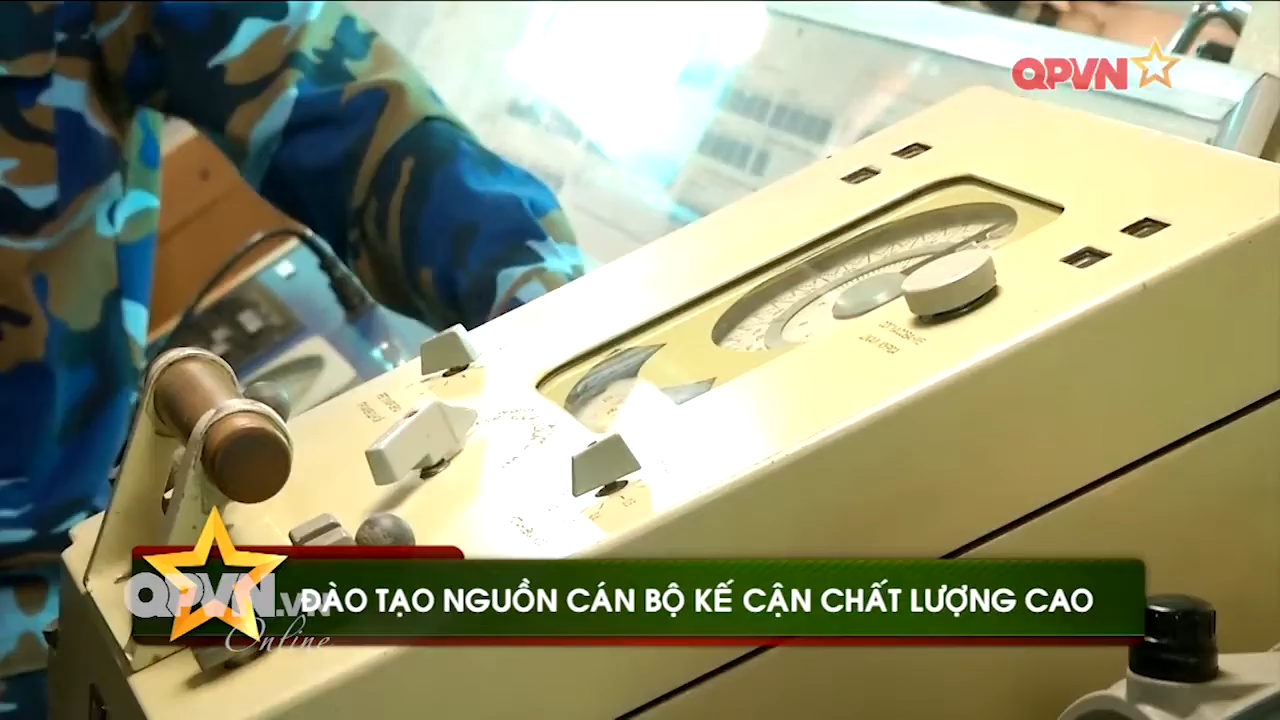 QPVN
QPVN.vn
Online
ĐÀO TẠO NGUỒN CÁN BỘ KẾ CẬN CHẤT LƯỢNG CAO